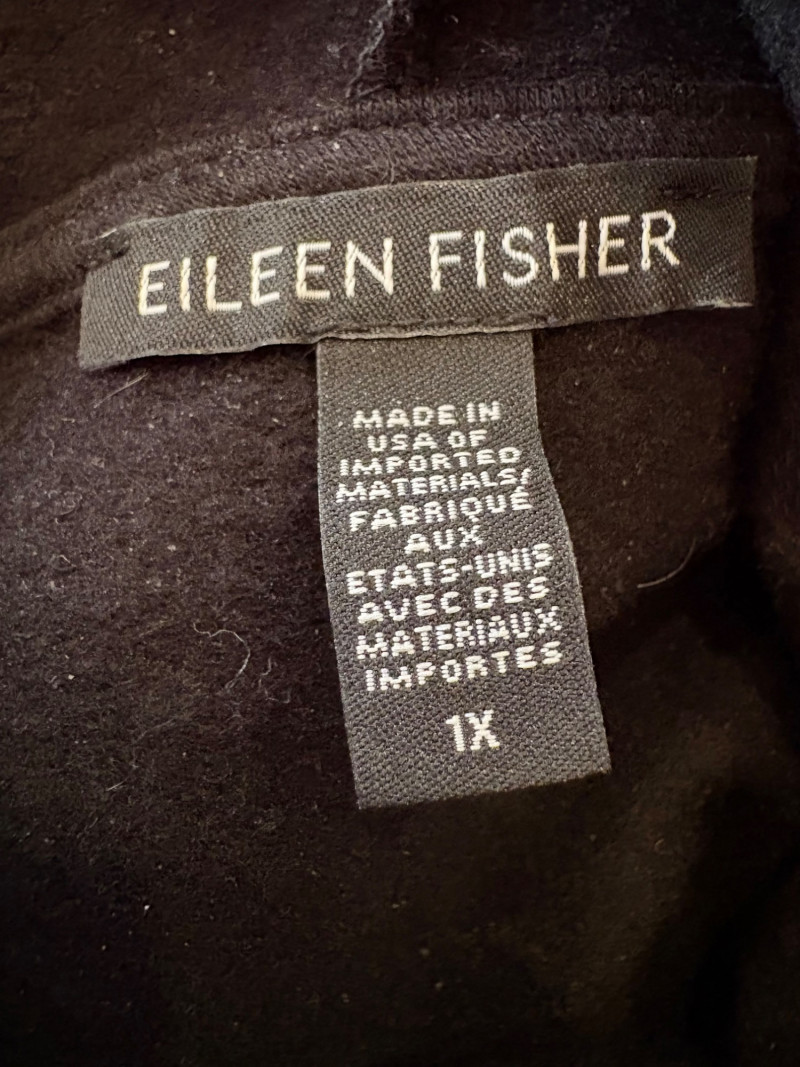 EILEEN FISHER
MADE IN
USA OF
IMPORTED
MATERIALS/
FABRIQUÉ
AUX
ETATS-UNIS
AVEC DES
MATERIAUX
IMPORTES
1X